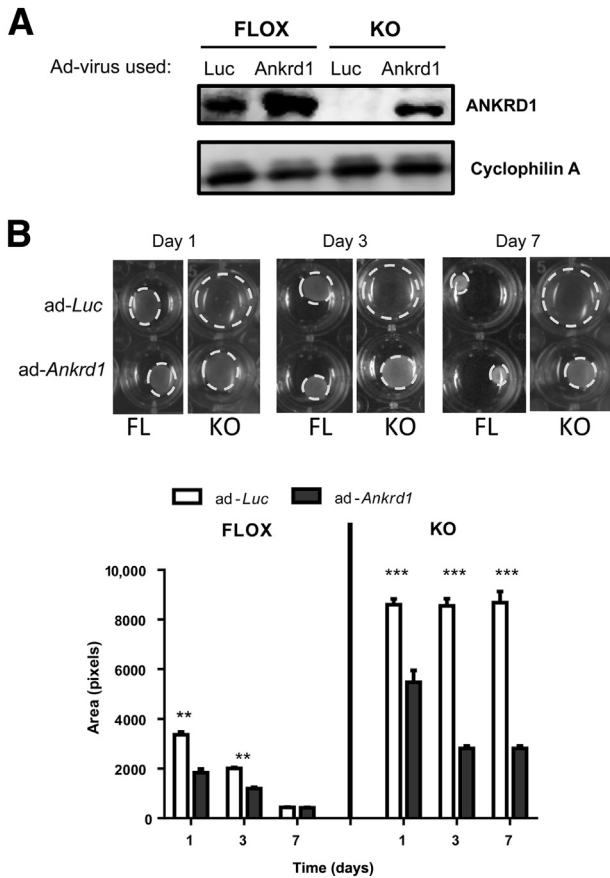 A
FLOX KO
Ad-virus used: Luc Ankrd1 Luc Ankrd1
ANKRD1
Cyclophilin A
B
Day 1 Day 3 Day 7
ad-Luc
ad-Ankrd1
FL KO FL KO FL KO
ad-Luc ad-Ankrd1
FLOX KO
10,000
8000
6000
4000
2000
0
Area (pixels)
** ** *** *** ***
1 3 7 1 3 7
Time (days)